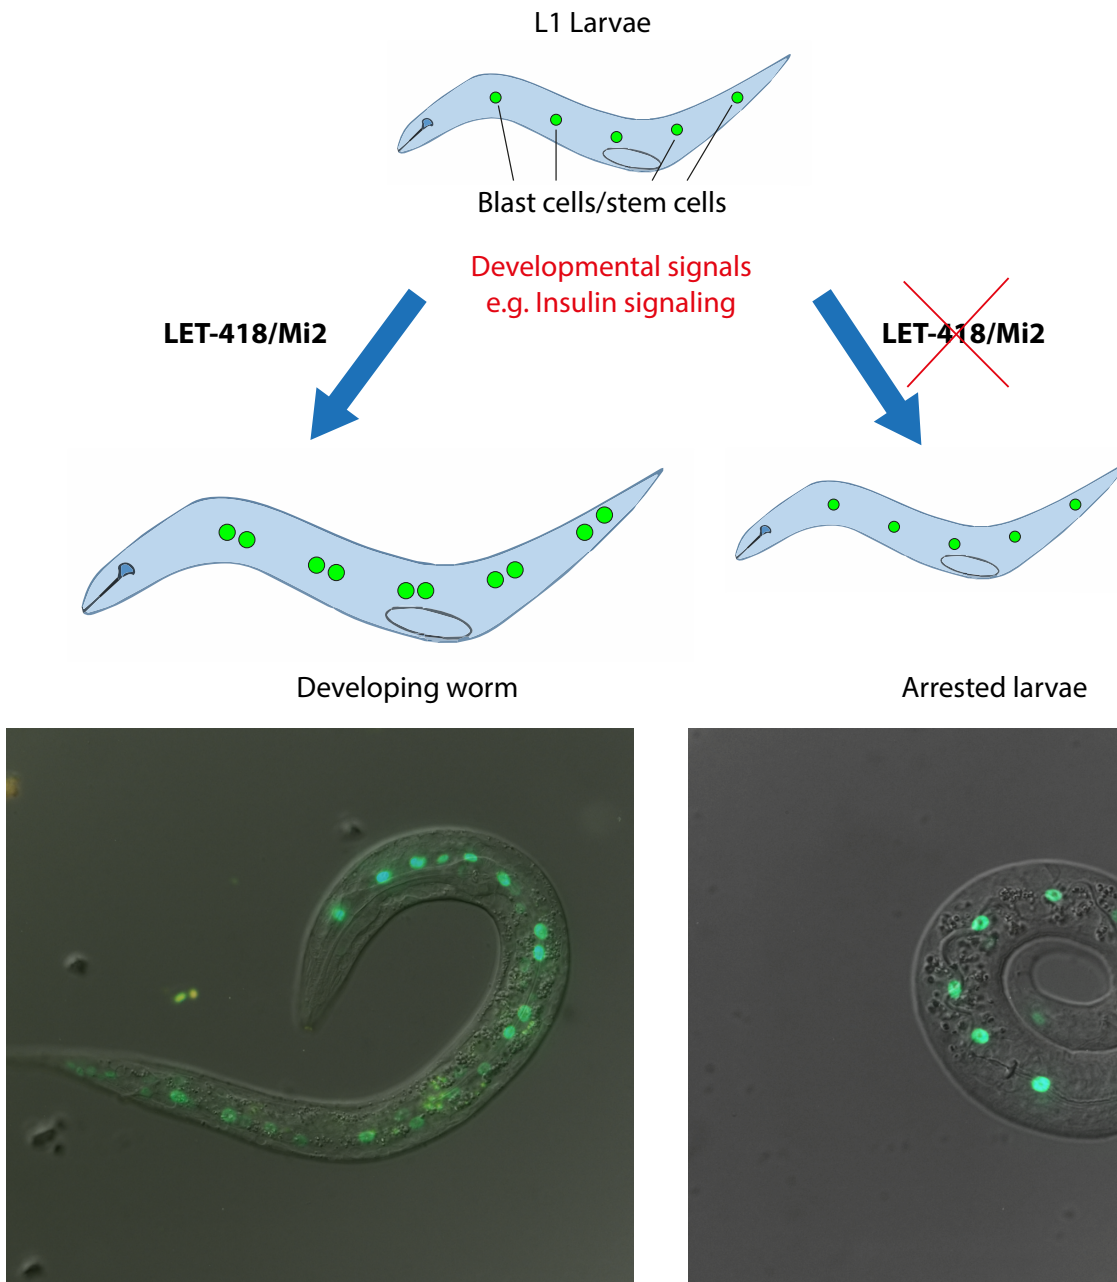 L1 Larvae
Blast cells/stem cells
Developmental signals
e.g. Insulin signaling
LET-418/Mi2
LET-418/Mi2
Developing worm
Arrested larvae